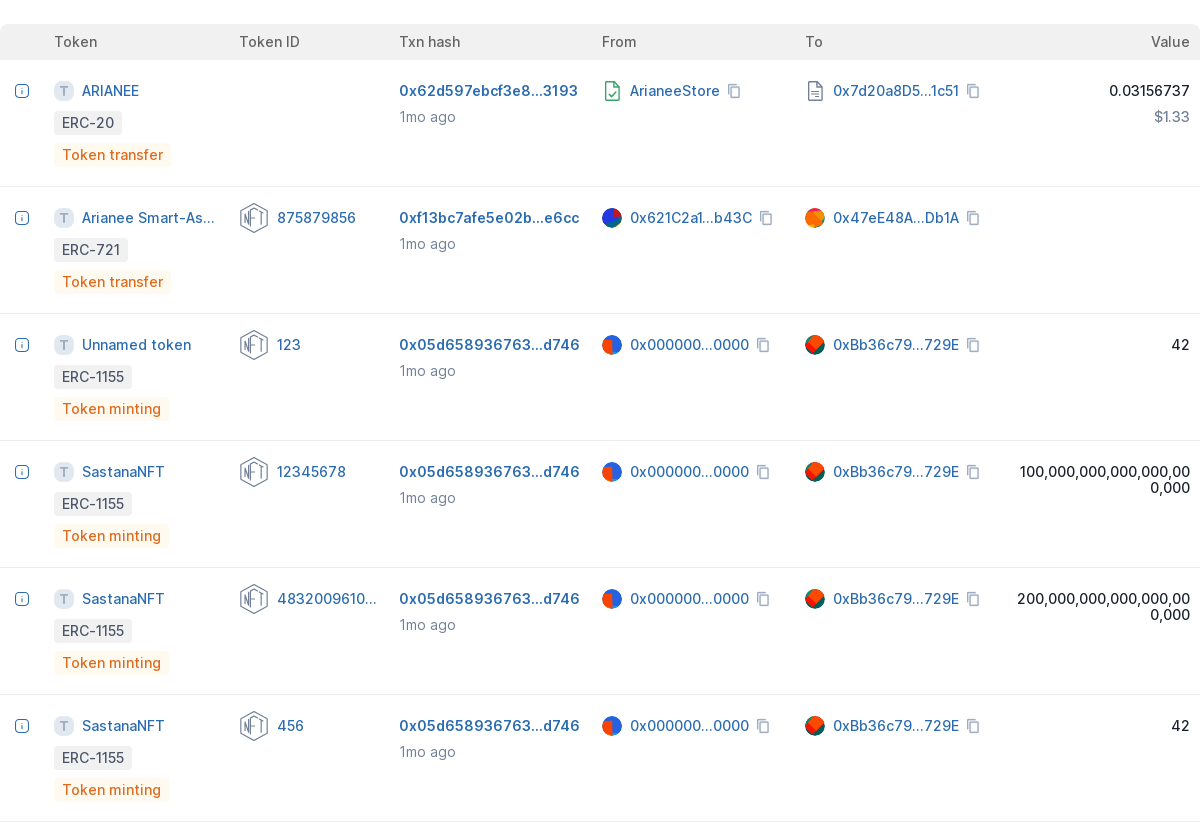 Token Token ID Txn hash From To Value
T ARIANEE 0x62d597ebcf3e8...3193 ArianeeStore 0x7d20a8D5...1c51 0.03156737
1mo ago $1.33
ERC-20
Token transfer
T Arianee Smart-As... NFT 875879856 0xf13bc7afe5e02b...e6cc 0x621C2a1...b43C 0x47eE48A...Db1A
1mo ago
ERC-721
Token transfer
T Unnamed token NFT 123 0x05d658936763...d746 0x000000...0000 0xBb36c79...729E 42
1mo ago
ERC-1155
Token minting
T SastanaNFT NFT 12345678 0x05d658936763...d746 0x000000...0000 0xBb36c79...729E 100,000,000,000,000,00
0,000
1mo ago
ERC-1155
Token minting
T SastanaNFT NFT 4832009610... 0x05d658936763...d746 0x000000...0000 0xBb36c79...729E 200,000,000,000,000,00
0,000
1mo ago
ERC-1155
Token minting
T SastanaNFT NFT 456 0x05d658936763...d746 0x000000...0000 0xBb36c79...729E 42
1mo ago
ERC-1155
Token minting